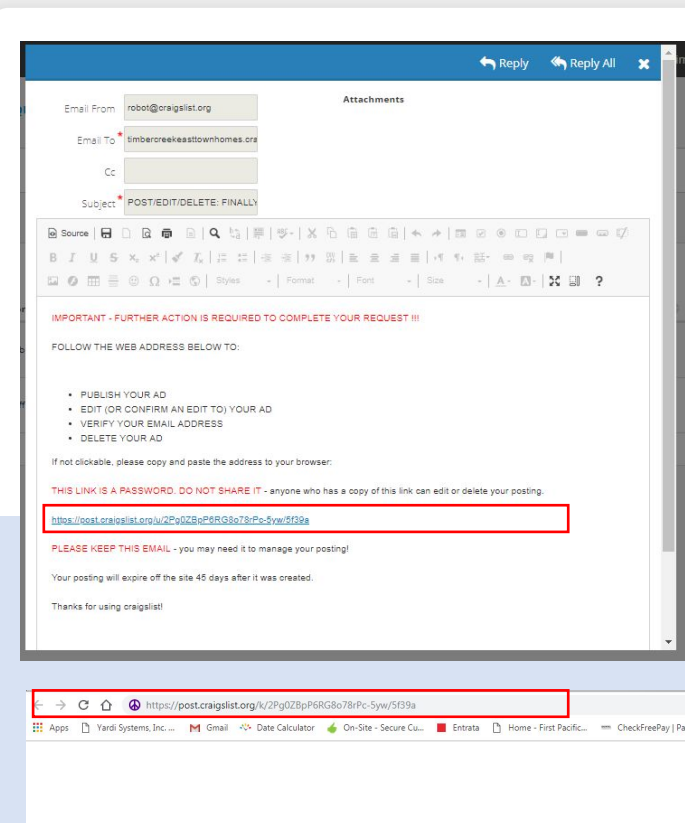 Reply Reply All
Attachments
Email From robot@craigslist.org
Email To * timbercreekeasttownhomes.cra
Cc
Subject * POST/EDIT/DELETE: FINALLY
Source
B I U S x₂ x² Iₓ
Ω Styles Format Font Size A A ?
IMPORTANT - FURTHER ACTION IS REQUIRED TO COMPLETE YOUR REQUEST !!!
FOLLOW THE WEB ADDRESS BELOW TO:
• PUBLISH YOUR AD
• EDIT (OR CONFIRM AN EDIT TO) YOUR AD
• VERIFY YOUR EMAIL ADDRESS
• DELETE YOUR AD
If not clickable, please copy and paste the address to your browser:
THIS LINK IS A PASSWORD. DO NOT SHARE IT - anyone who has a copy of this link can edit or delete your posting.
https://post.craigslist.org/u/2Pg0ZBpP6RG8o78rPc-5yw/5f39a
PLEASE KEEP THIS EMAIL - you may need it to manage your posting!
Your posting will expire off the site 45 days after it was created.
Thanks for using craigslist!
https://post.craigslist.org/k/2Pg0ZBpP6RG8o78rPc-5yw/5f39a
Apps Yardi Systems, Inc. ... Gmail Date Calculator On-Site - Secure Cu... Entrata Home - First Pacific... CheckFreePay | Pa